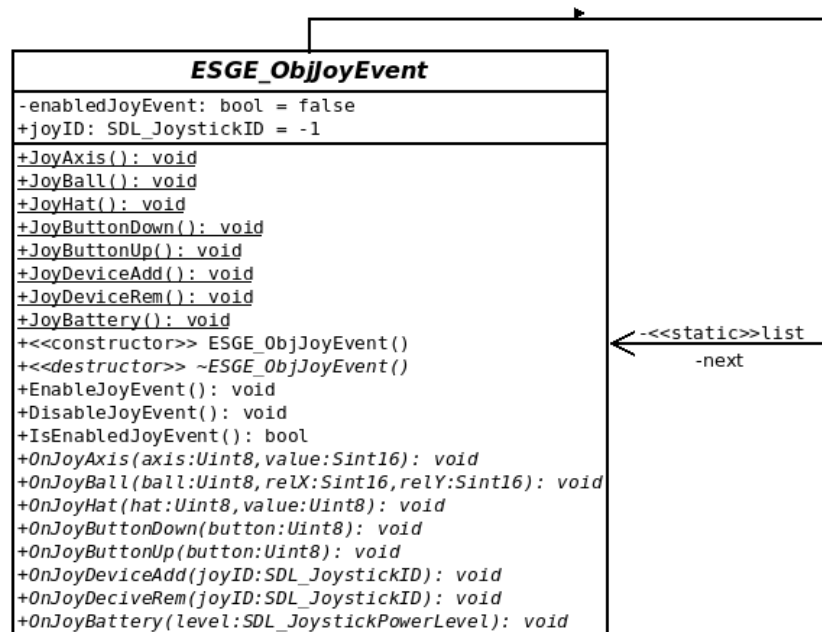 ESGE_ObjJoyEvent
-enabledJoyEvent: bool = false
+joyID: SDL_JoystickID = -1
+JoyAxis(): void
+JoyBall(): void
+JoyHat(): void
+JoyButtonDown(): void
+JoyButtonUp(): void
+JoyDeviceAdd(): void
+JoyDeviceRem(): void
+JoyBattery(): void
+<<constructor>> ESGE_ObjJoyEvent()
+<<destructor>> ~ESGE_ObjJoyEvent()
+EnableJoyEvent(): void
+DisableJoyEvent(): void
+IsEnabledJoyEvent(): bool
+OnJoyAxis(axis:Uint8,value:Sint16): void
+OnJoyBall(ball:Uint8,relX:Sint16,relY:Sint16): void
+OnJoyHat(hat:Uint8,value:Uint8): void
+OnJoyButtonDown(button:Uint8): void
+OnJoyButtonUp(button:Uint8): void
+OnJoyDeviceAdd(joyID:SDL_JoystickID): void
+OnJoyDeciveRem(joyID:SDL_JoystickID): void
+OnJoyBattery(level:SDL_JoystickPowerLevel): void
-<<static>>list
-next